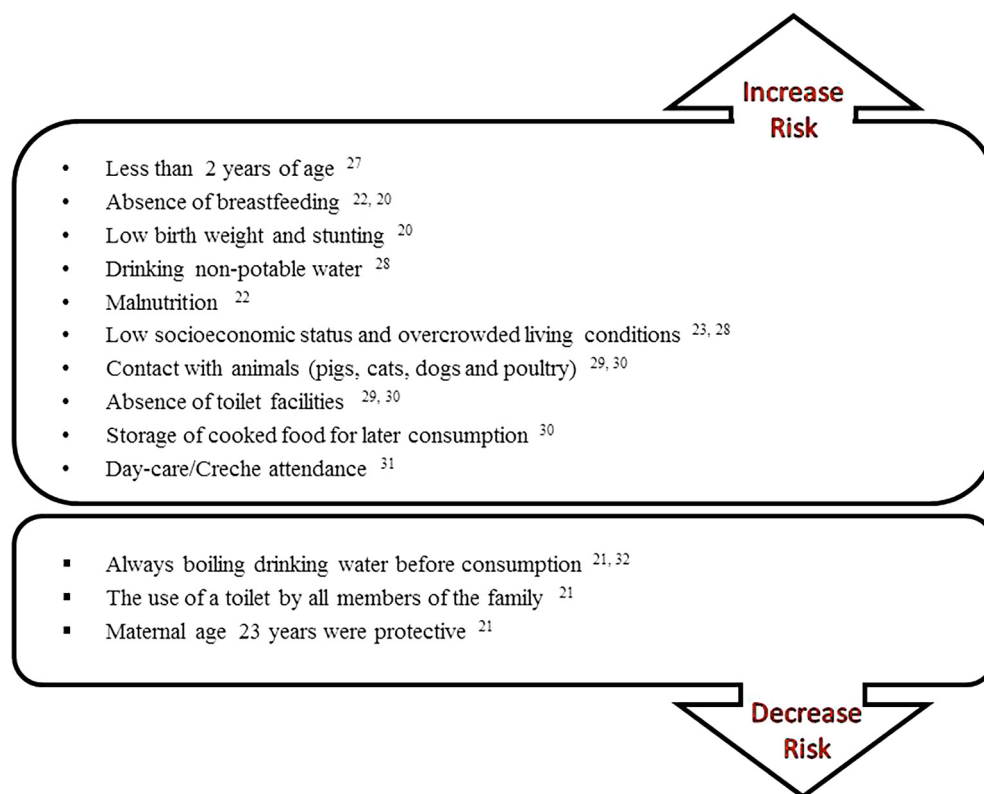 Increase
Risk
• Less than 2 years of age 27
• Absence of breastfeeding 22, 20
• Low birth weight and stunting 20
• Drinking non-potable water 28
• Malnutrition 22
• Low socioeconomic status and overcrowded living conditions 23, 28
• Contact with animals (pigs, cats, dogs and poultry) 29, 30
• Absence of toilet facilities 29, 30
• Storage of cooked food for later consumption 30
• Day-care/Creche attendance 31
▪ Always boiling drinking water before consumption 21, 32
▪ The use of a toilet by all members of the family 21
▪ Maternal age 23 years were protective 21
Decrease
Risk